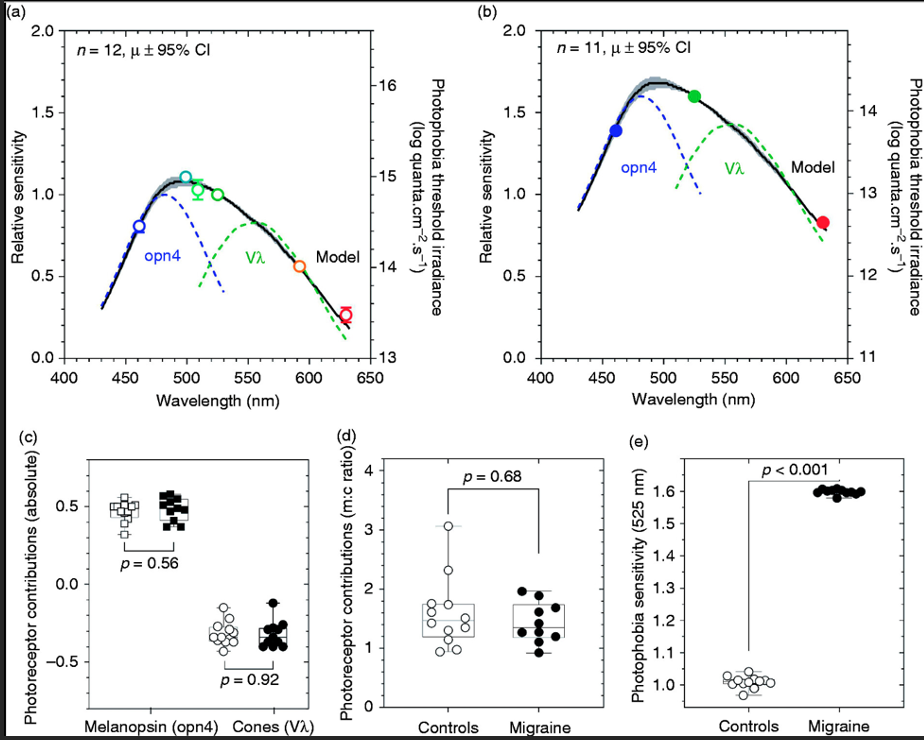 (a)
n = 12, μ ± 95% CI
2.0
1.5
1.0
0.5
0.0
Relative sensitivity
16
15
14
13
Photophobia threshold irradiance
(log quanta.cm−2.s−1)
opn4
Vλ
Model
400 450 500 550 600 650
Wavelength (nm)
(b)
n = 11, μ ± 95% CI
2.0
1.5
1.0
0.5
0.0
Relative sensitivity
14
13
12
11
Photophobia threshold irradiance
(log quanta.cm−2.s−1)
opn4
Vλ
Model
400 450 500 550 600 650
Wavelength (nm)
(c)
Photoreceptor contributions (absolute)
0.5
0.0
−0.5
p = 0.56
p = 0.92
Melanopsin (opn4) Cones (Vλ)
(d)
Photoreceptor contributions (m:c ratio)
4
3
2
1
0
p = 0.68
Controls Migraine
(e)
Photophobia sensitivity (525 nm)
1.6
1.5
1.4
1.3
1.2
1.1
1.0
p < 0.001
Controls Migraine